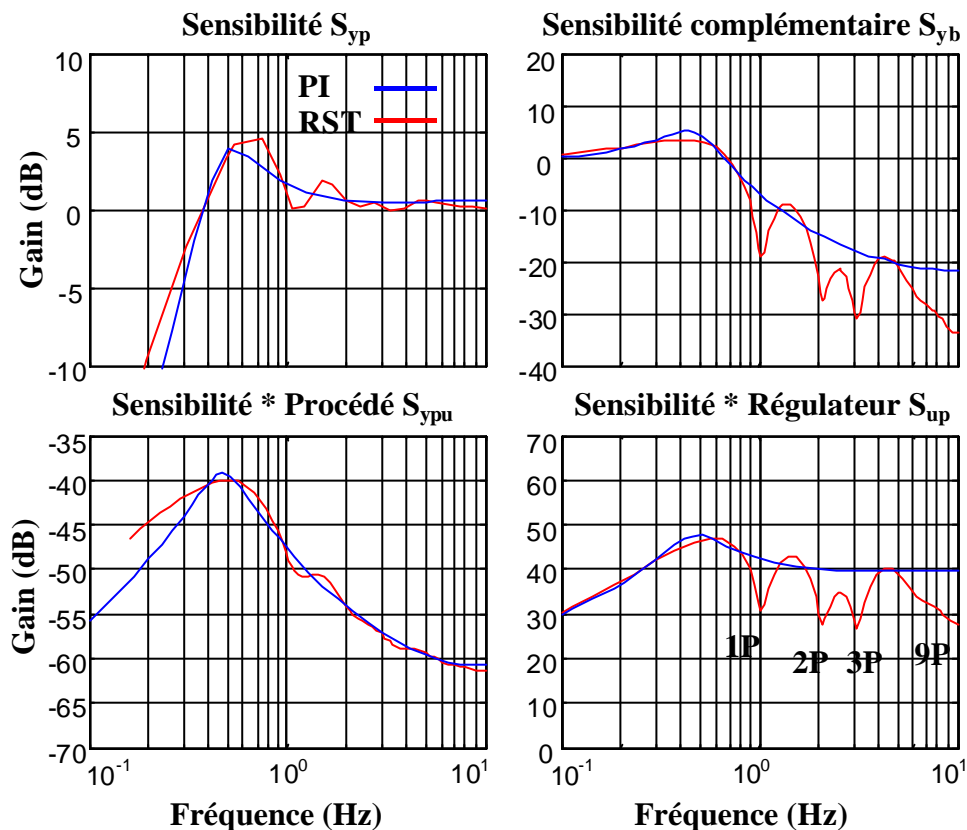 Sensibilité Syp
Sensibilité complémentaire Syb
10
5
0
-5
-10
Gain (dB)
PI
RST
20
10
0
-10
-20
-30
-40
Sensibilité * Procédé Sypu
Sensibilité * Régulateur Sup
-35
-40
-45
-50
-55
-60
-65
-70
Gain (dB)
10-1
100
101
Fréquence (Hz)
70
60
50
40
30
20
10
0
1P
2P
3P
9P
10-1
100
101
Fréquence (Hz)